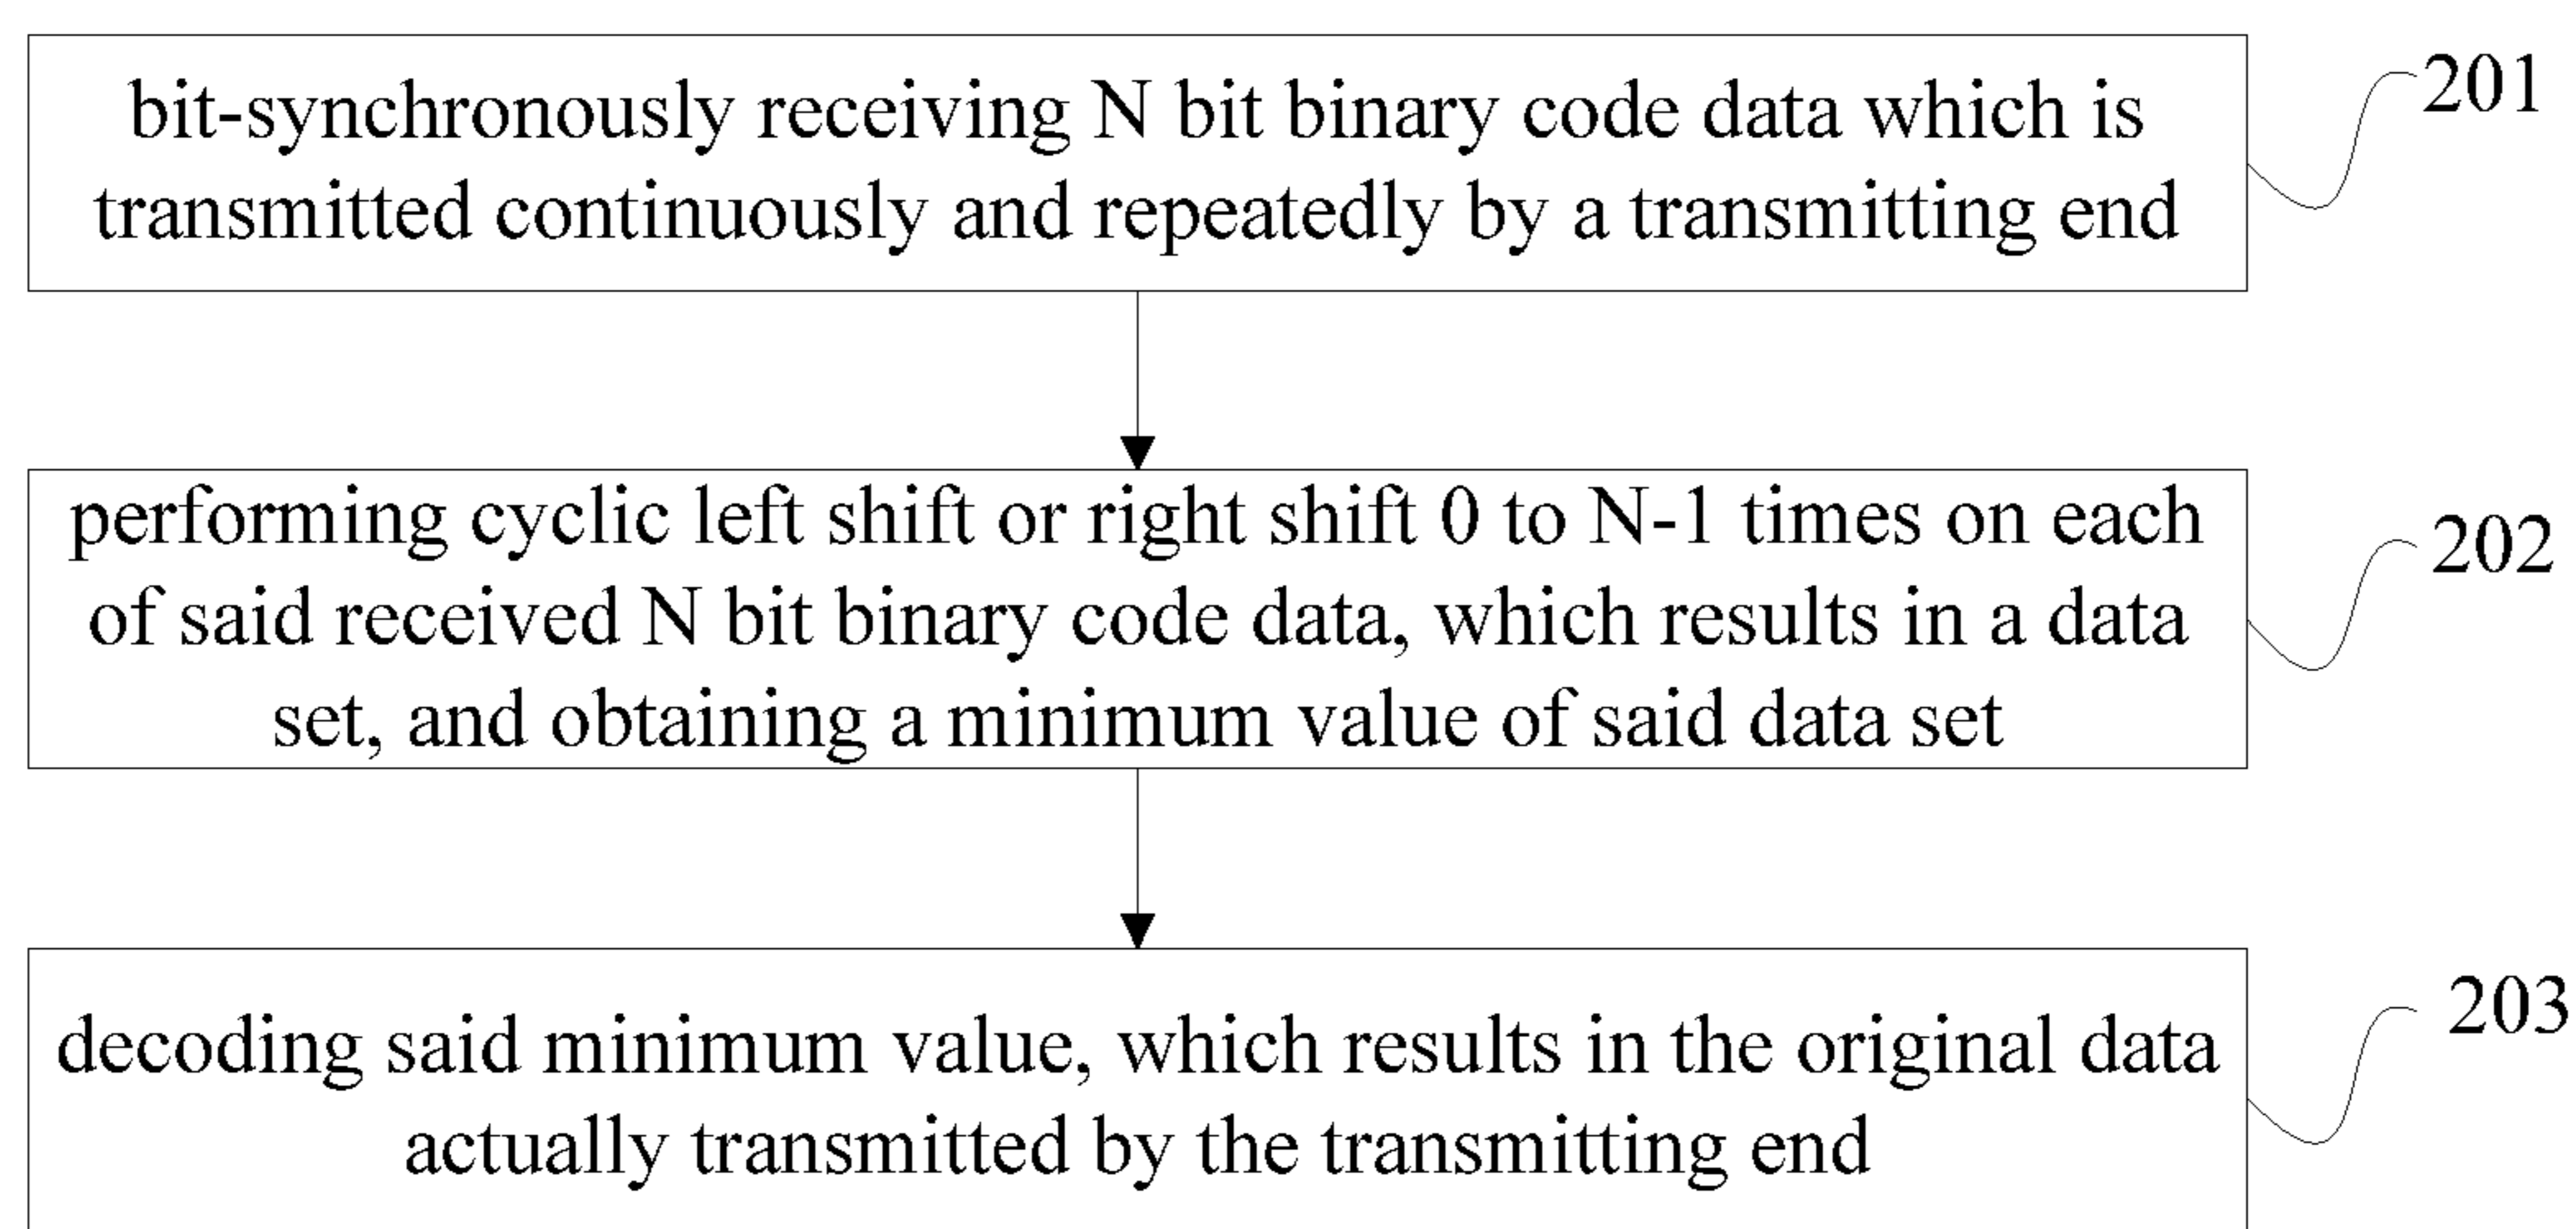 bit-synchronously receiving N bit binary code data which is
transmitted continuously and repeatedly by a transmitting end
201
performing cyclic left shift or right shift 0 to N-1 times on each
of said received N bit binary code data, which results in a data
set, and obtaining a minimum value of said data set
202
decoding said minimum value, which results in the original data
actually transmitted by the transmitting end
203